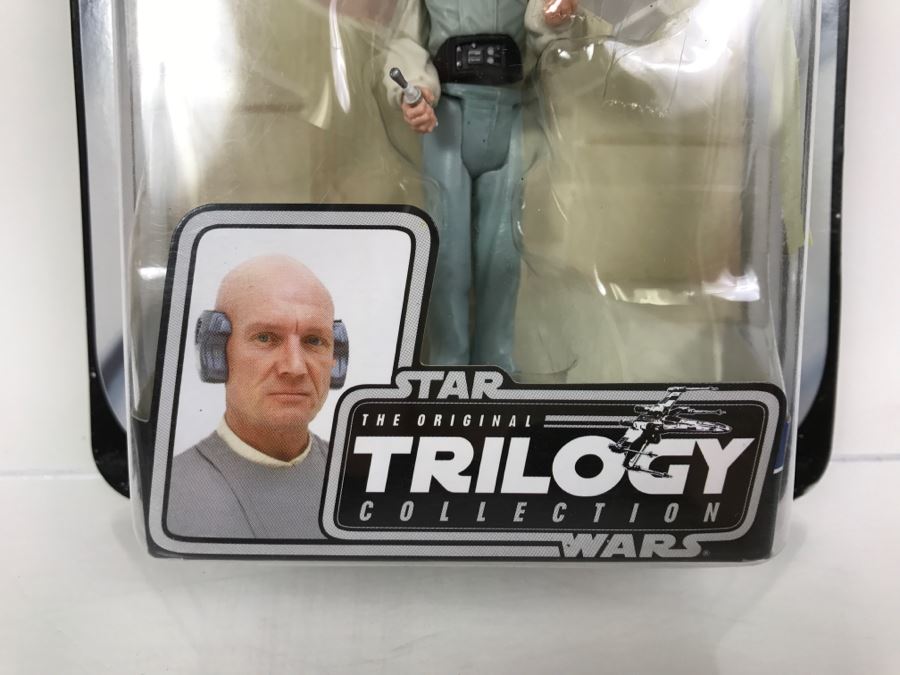 STAR
THE ORIGINAL
TRILOGY
COLLECTION
WARS®